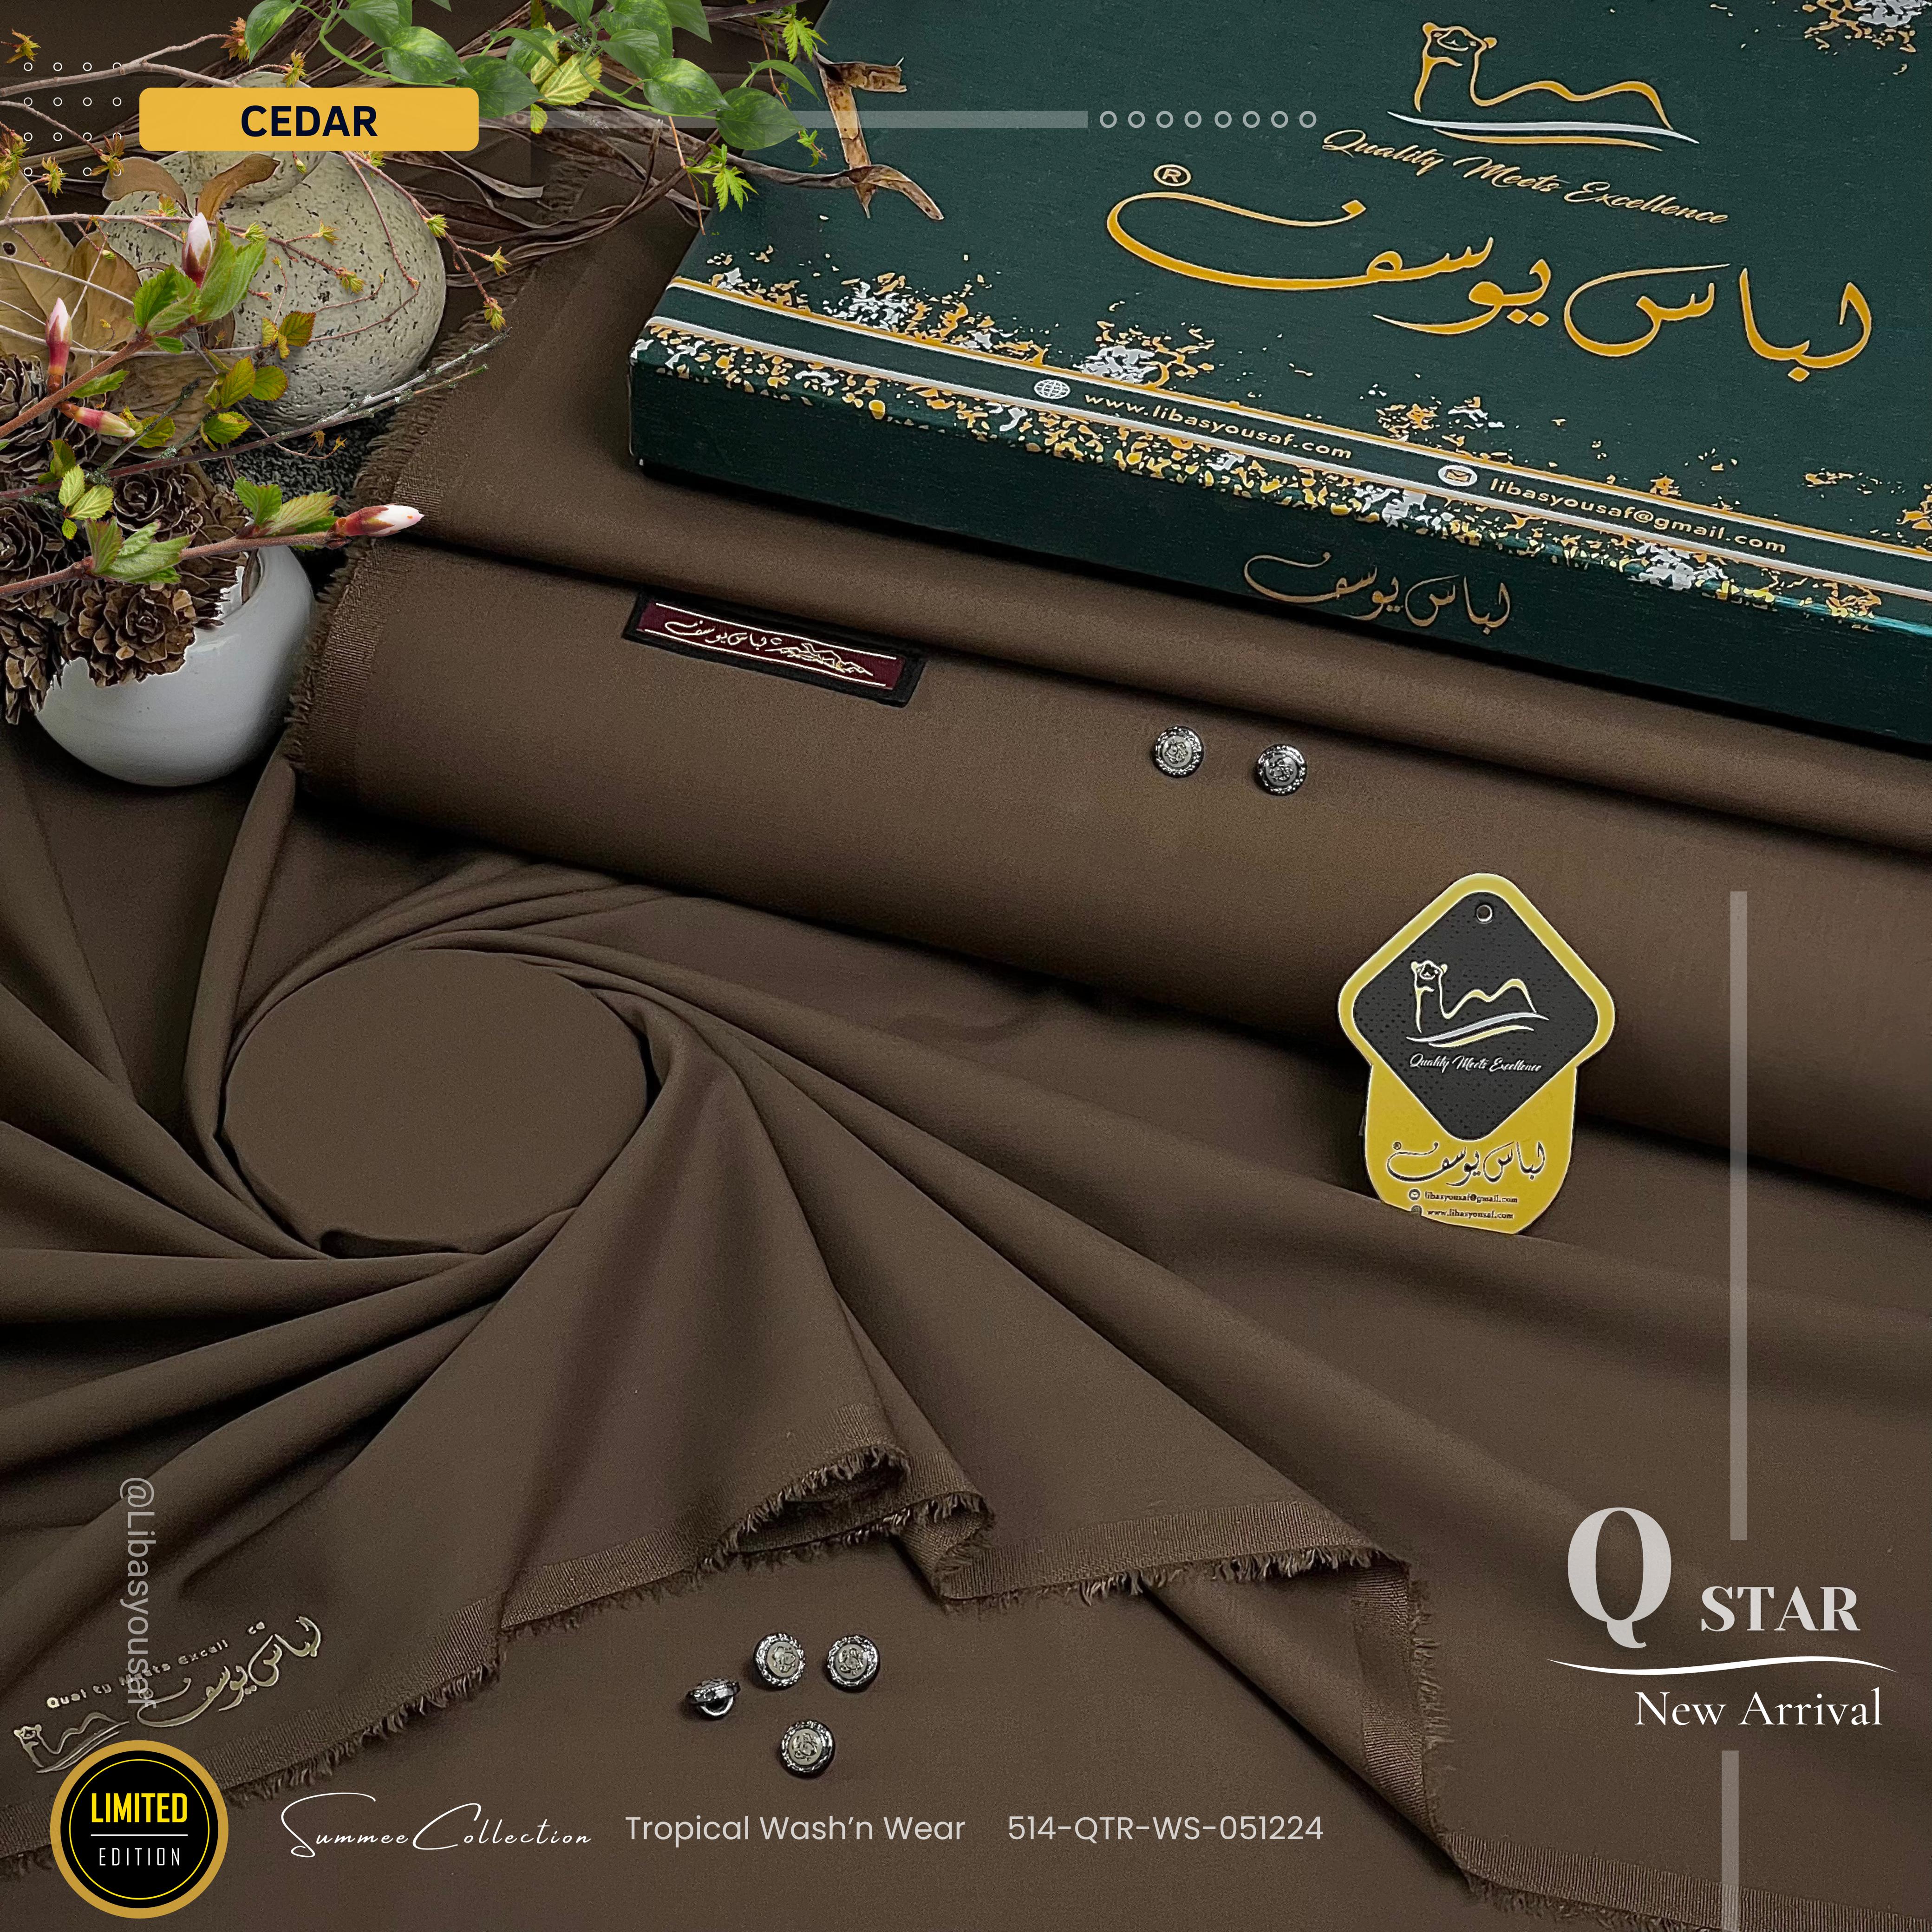 CEDAR
Quality Meets Excellence
®
لباس یوسف
www.libasyousaf.com
libasyousaf@gmail.com
لباس یوسف
لباس یوسف
Quality Meets Excellence
لباس یوسف
libasyousaf@gmail.com
www.libasyousaf.com
@Libasyousaf
لباس یوسف
Q STAR
New Arrival
LIMITED
EDITION
Summee Collection
Tropical Wash’n Wear
514-QTR-WS-051224